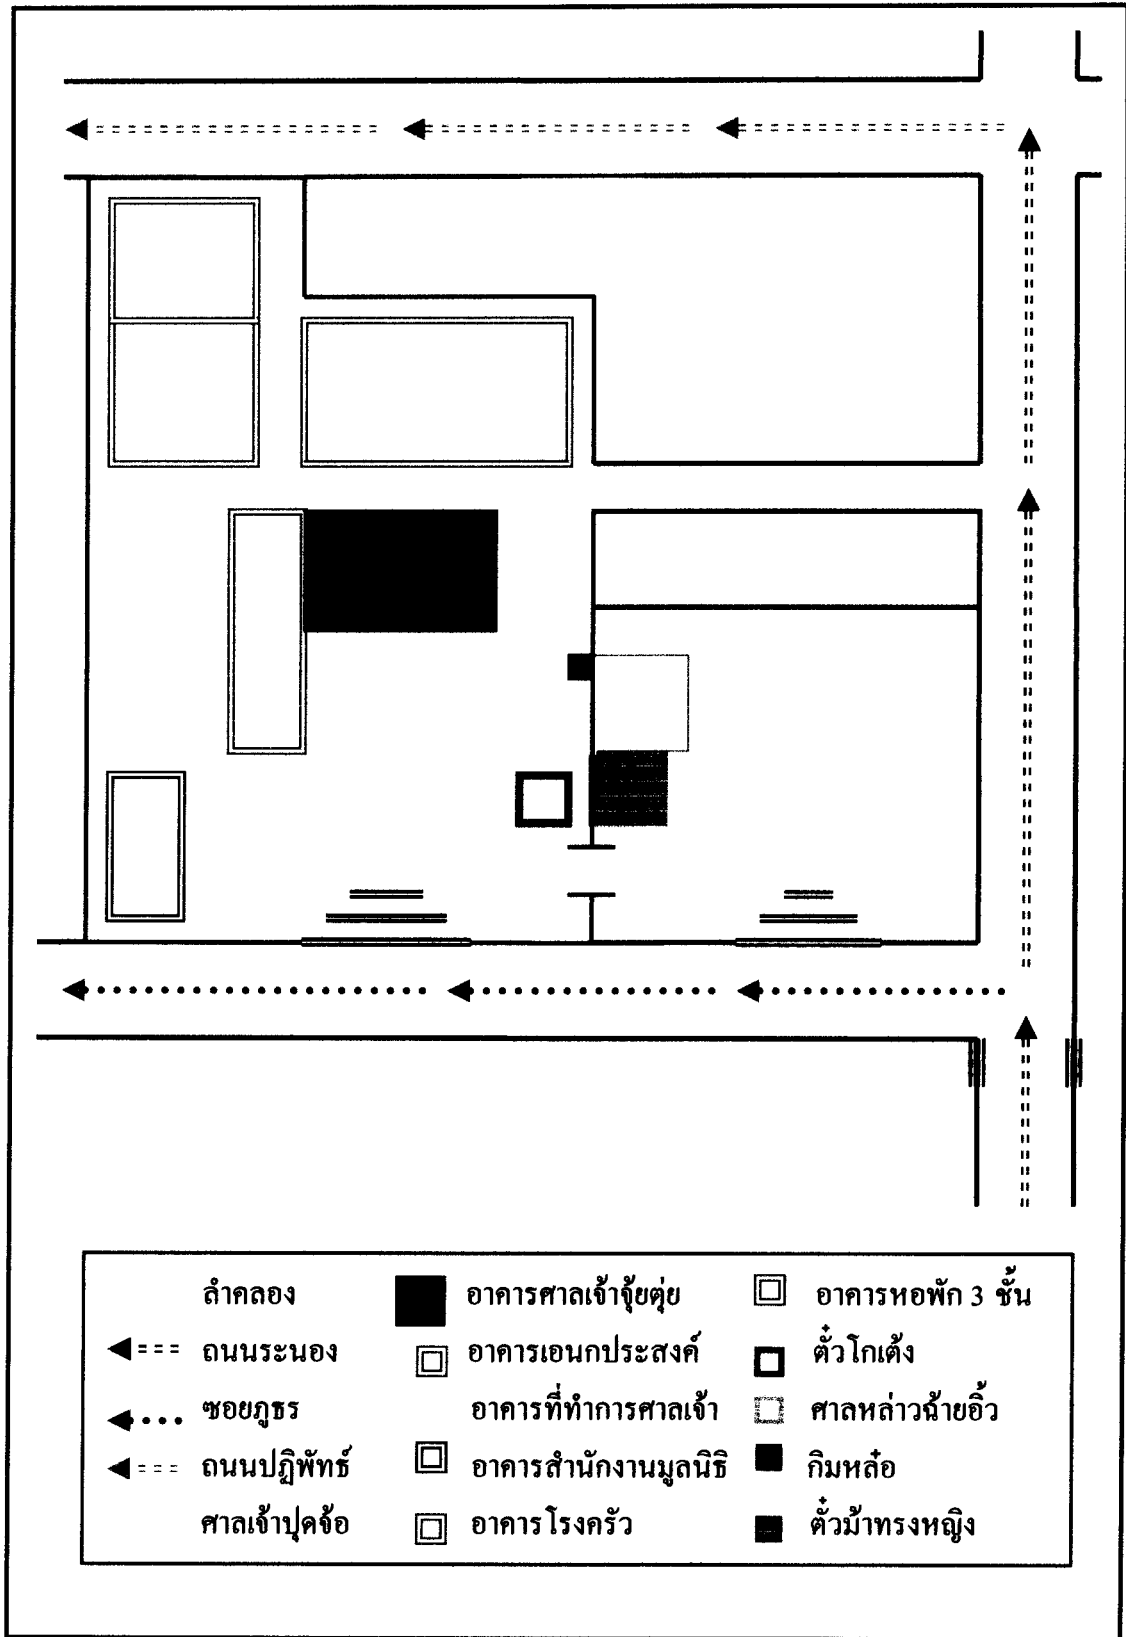 ลำคลอง
ถนนระนอง
ซอยภูธร
ถนนปฏิพัทธ์
ศาลเจ้าปุดจ้อ
อาคารศาลเจ้าจุ้ยตุ่ย
อาคารเอนกประสงค์
อาคารที่ทำการศาลเจ้า
อาคารสำนักงานมูลนิธิ
อาคารโรงครัว
อาคารหอพัก 3 ชั้น
ตั๋วโกเต้ง
ศาลหล่าวฉ้ายอิ้ว
กิมหล๋อ
ตั๋วม้าทรงหญิง